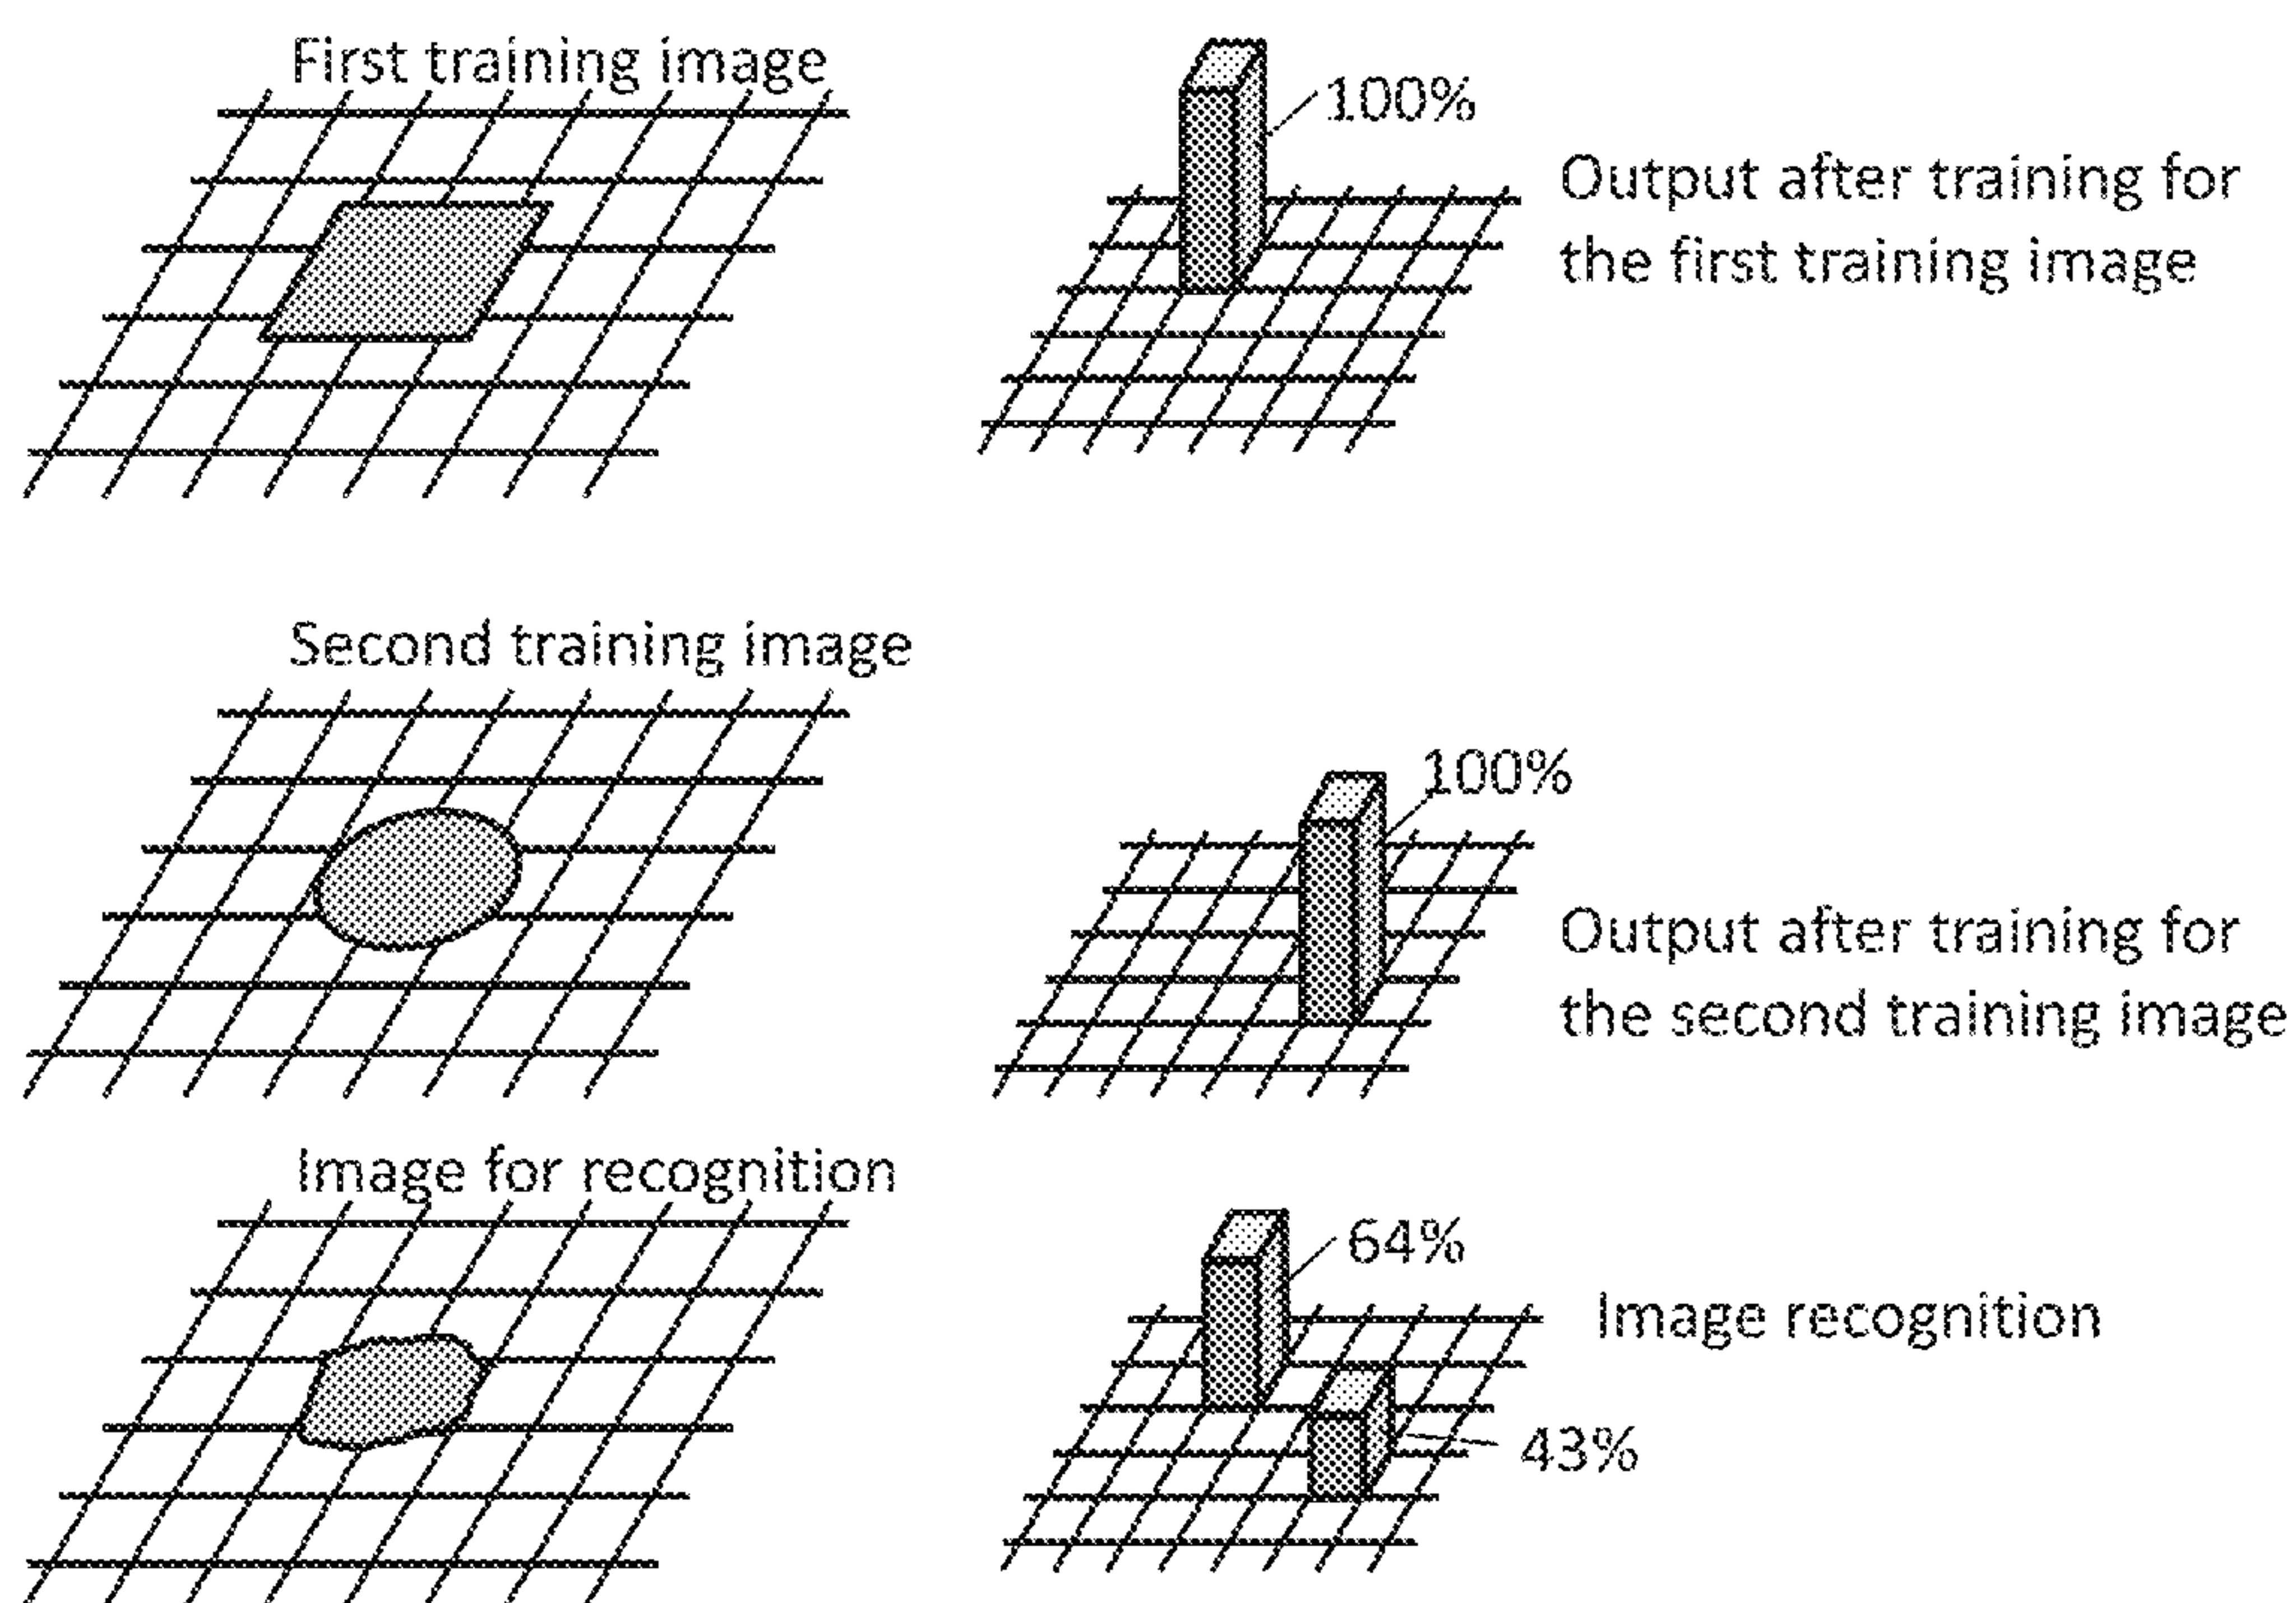 First training image
100%
Output after training for
the first training image
Second training image
100%
Output after training for
the second training image
Image for recognition
64%
Image recognition
43%